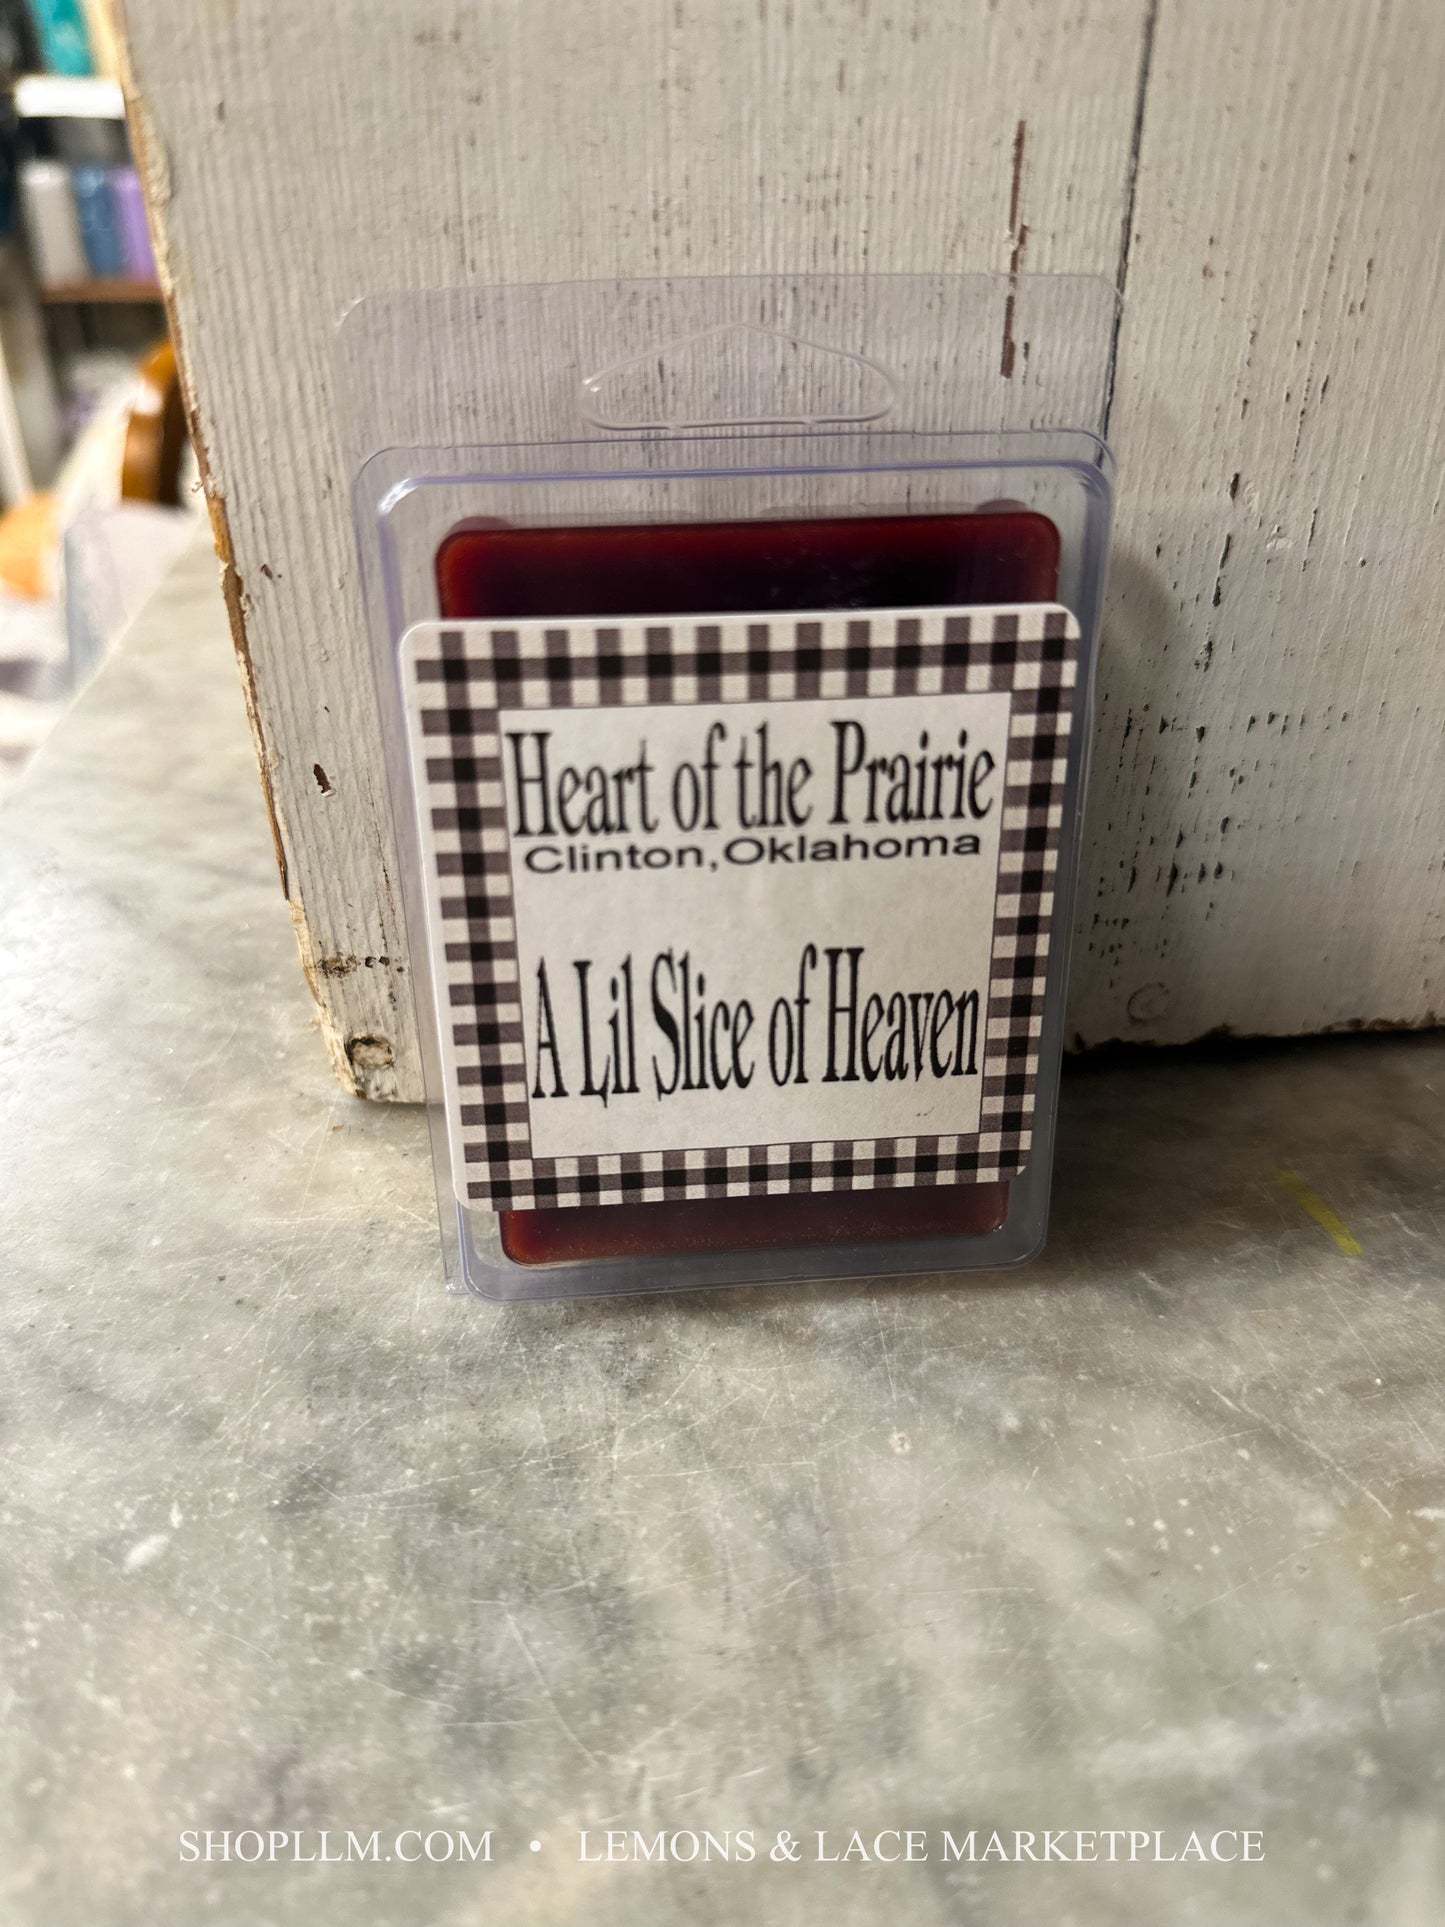 Heart of the Prairie
Clinton, Oklahoma
A Lil Slice of Heaven
SHOPLLM.COM • LEMONS & LACE MARKETPLACE